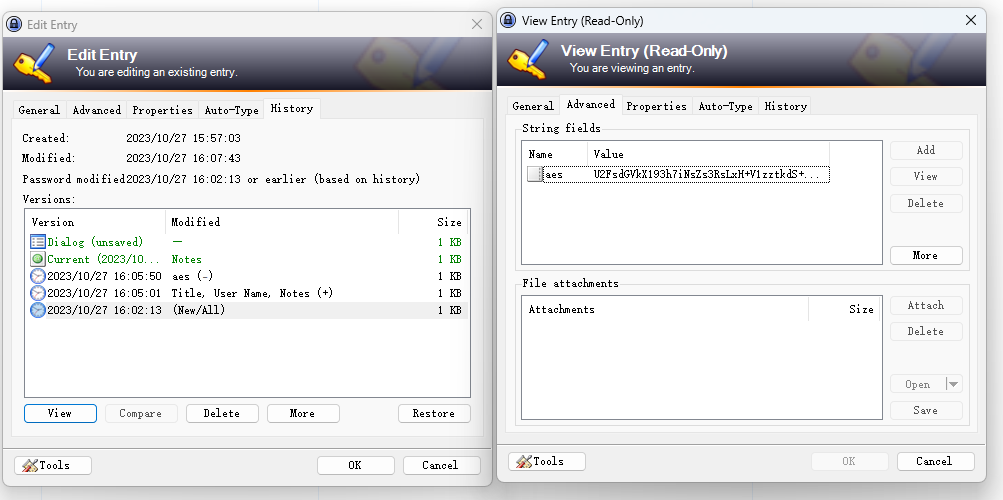 Edit Entry
Edit Entry
You are editing an existing entry.
General Advanced Properties Auto-Type History
Created: 2023/10/27 15:57:03
Modified: 2023/10/27 16:07:43
Password modified2023/10/27 16:02:13 or earlier (based on history)
Versions:
Version Modified Size
Dialog (unsaved) — 1 KB
Current (2023/10... Notes 1 KB
2023/10/27 16:05:50 aes (-) 1 KB
2023/10/27 16:05:01 Title, User Name, Notes (+) 1 KB
2023/10/27 16:02:13 (New/All) 1 KB
View Compare Delete More Restore
Tools OK Cancel
View Entry (Read-Only)
View Entry (Read-Only)
You are viewing an entry.
General Advanced Properties Auto-Type History
String fields
Name Value
aes U2FsdGVkX193h7iNsZs3RsLxH+V1zztkdS+...
Add
View
Delete
More
File attachments
Attachments Size
Attach
Delete
Open
Save
Tools OK Cancel